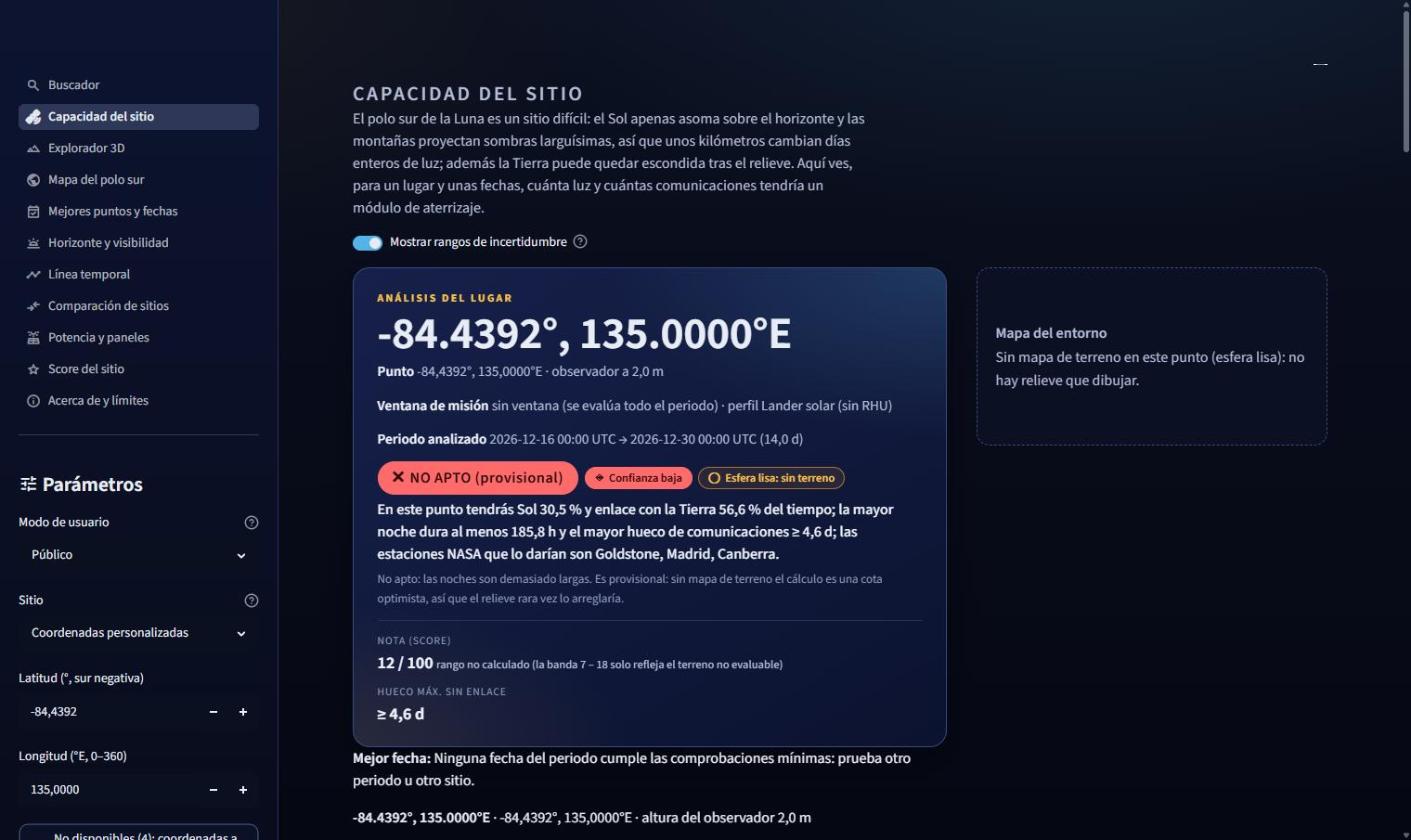 Buscador
Capacidad del sitio
Explorador 3D
Mapa del polo sur
Mejores puntos y fechas
Horizonte y visibilidad
Línea temporal
Comparación de sitios
Potencia y paneles
Score del sitio
Acerca de y límites
Parámetros
Modo de usuario
Público
Sitio
Coordenadas personalizadas
Latitud (°, sur negativa)
-84,4392
Longitud (°E, 0–360)
135,0000
No disponibles (4): coordenadas a
CAPACIDAD DEL SITIO
El polo sur de la Luna es un sitio difícil: el Sol apenas asoma sobre el horizonte y las
montañas proyectan sombras larguísimas, así que unos kilómetros cambian días
enteros de luz; además la Tierra puede quedar escondida tras el relieve. Aquí ves,
para un lugar y unas fechas, cuánta luz y cuántas comunicaciones tendría un
módulo de aterrizaje.
Mostrar rangos de incertidumbre
ANÁLISIS DEL LUGAR
-84.4392°, 135.0000°E
Punto -84,4392°, 135,0000°E · observador a 2,0 m
Ventana de misión sin ventana (se evalúa todo el periodo) · perfil Lander solar (sin RHU)
Periodo analizado 2026-12-16 00:00 UTC → 2026-12-30 00:00 UTC (14,0 d)
✕ NO APTO (provisional)
Confianza baja
Esfera lisa: sin terreno
En este punto tendrás Sol 30,5 % y enlace con la Tierra 56,6 % del tiempo; la mayor
noche dura al menos 185,8 h y el mayor hueco de comunicaciones ≥ 4,6 d; las
estaciones NASA que lo darían son Goldstone, Madrid, Canberra.
No apto: las noches son demasiado largas. Es provisional: sin mapa de terreno el cálculo es una cota
optimista, así que el relieve rara vez lo arreglaría.
NOTA (SCORE)
12 / 100 rango no calculado (la banda 7 – 18 solo refleja el terreno no evaluable)
HUECO MÁX. SIN ENLACE
≥ 4,6 d
Mapa del entorno
Sin mapa de terreno en este punto (esfera lisa): no
hay relieve que dibujar.
Mejor fecha: Ninguna fecha del periodo cumple las comprobaciones mínimas: prueba otro
periodo u otro sitio.
-84.4392°, 135.0000°E · -84,4392°, 135,0000°E · altura del observador 2,0 m